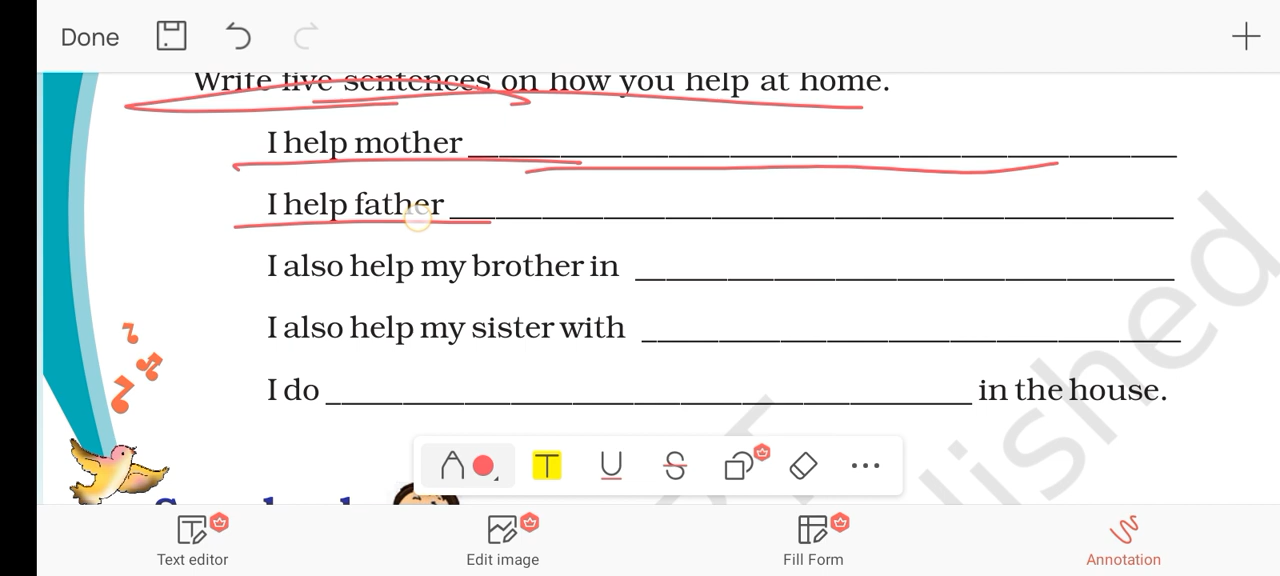 Done
Write five sentences on how you help at home.
I help mother
I help father
I also help my brother in
I also help my sister with
I do in the house.
Text editor
Edit image
Fill Form
Annotation